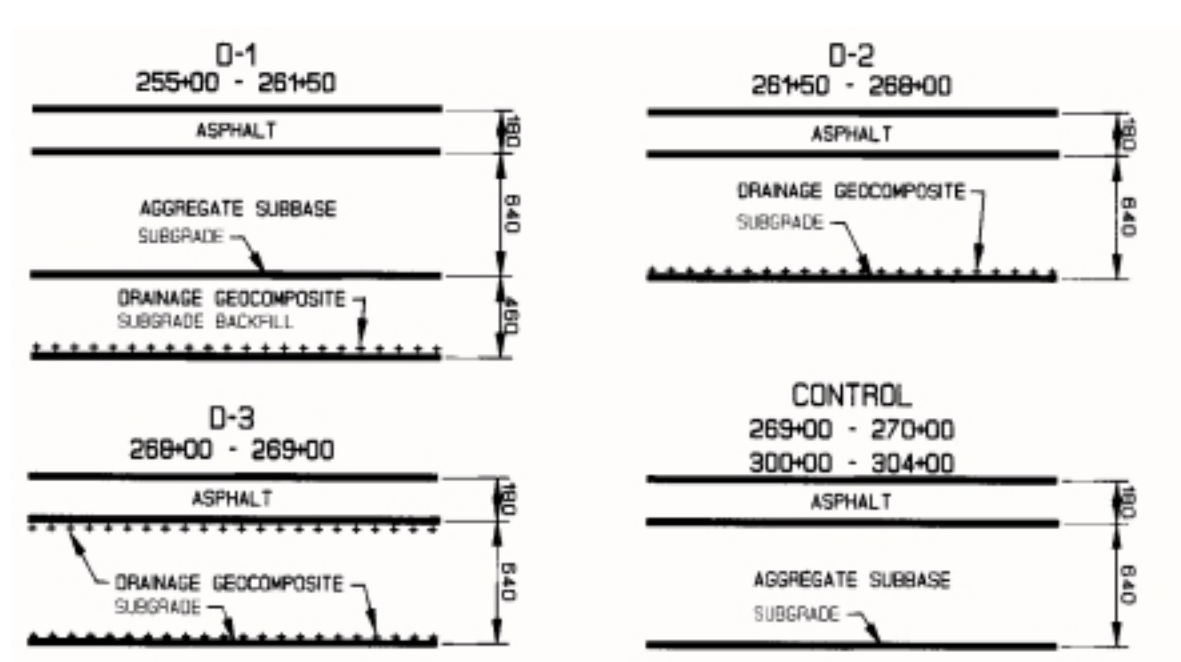 D-1
255+00 - 261+50
ASPHALT
180
AGGREGATE SUBBASE
640
SUBGRADE
DRAINAGE GEOCOMPOSITE
SUBGRADE BACKFILL
460
D-2
261+50 - 268+00
ASPHALT
180
DRAINAGE GEOCOMPOSITE
SUBGRADE
640
D-3
268+00 - 269+00
ASPHALT
180
DRAINAGE GEOCOMPOSITE
SUBGRADE
640
CONTROL
269+00 - 270+00
300+00 - 304+00
ASPHALT
180
AGGREGATE SUBBASE
640
SUBGRADE